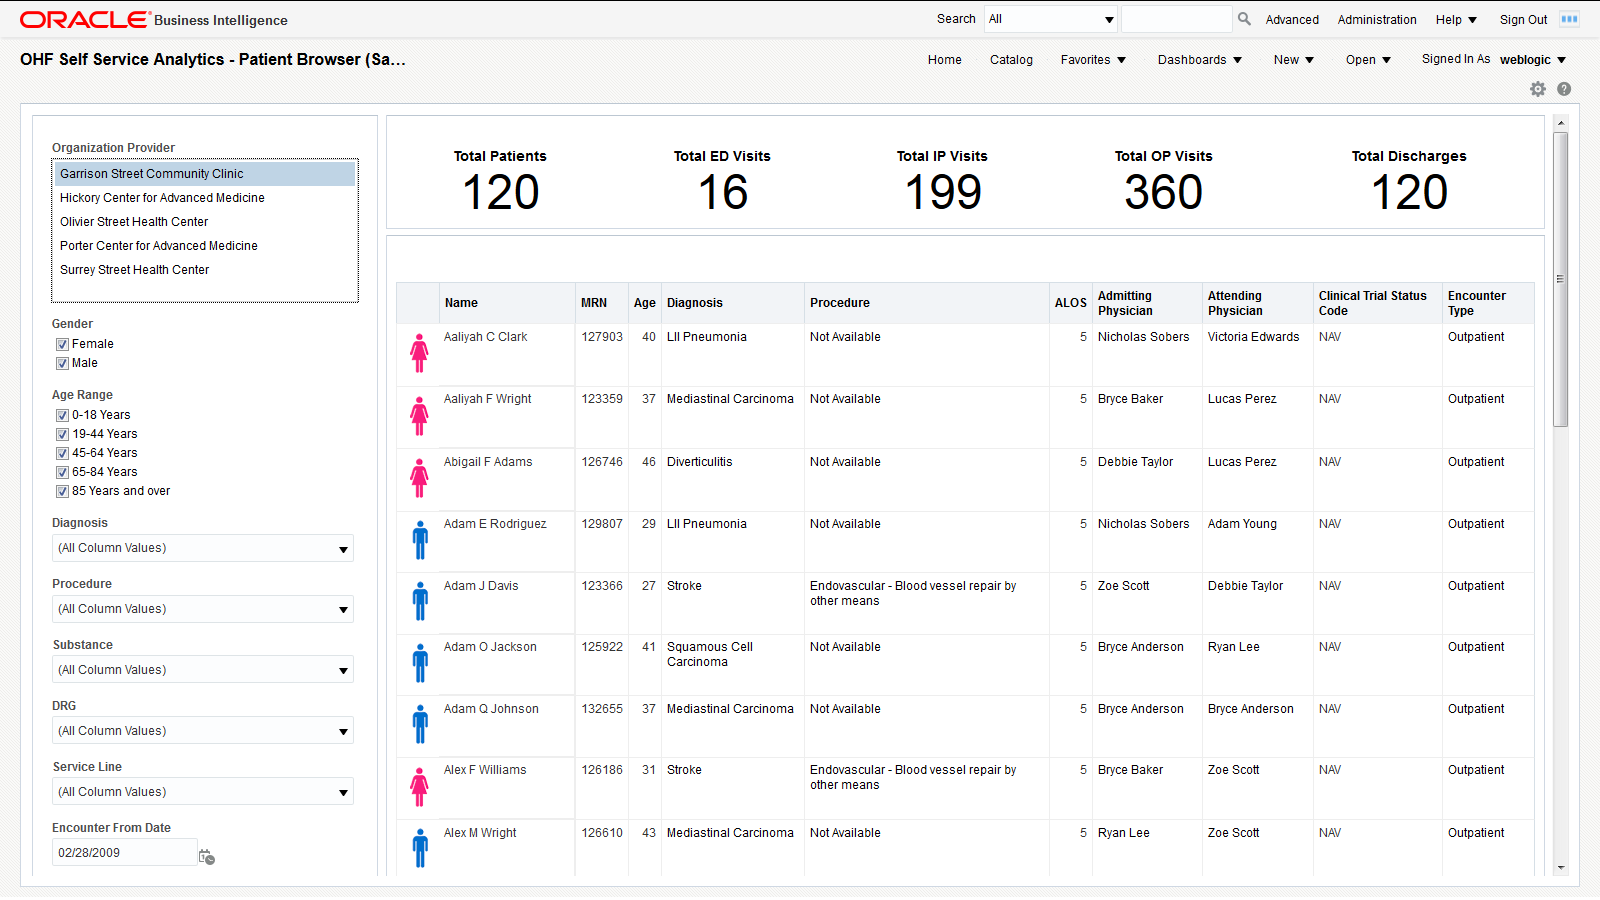 ORACLE Business Intelligence
Search All Advanced Administration Help Sign Out
OHF Self Service Analytics - Patient Browser (Sa...
Home Catalog Favorites Dashboards New Open Signed In As weblogic
Organization Provider
Garrison Street Community Clinic
Hickory Center for Advanced Medicine
Olivier Street Health Center
Porter Center for Advanced Medicine
Surrey Street Health Center
Gender
Female
Male
Age Range
0-18 Years
19-44 Years
45-64 Years
65-84 Years
85 Years and over
Diagnosis
(All Column Values)
Procedure
(All Column Values)
Substance
(All Column Values)
DRG
(All Column Values)
Service Line
(All Column Values)
Encounter From Date
02/28/2009
Total Patients Total ED Visits Total IP Visits Total OP Visits Total Discharges
120 16 199 360 120
Name MRN Age Diagnosis Procedure ALOS Admitting Physician Attending Physician Clinical Trial Status Code Encounter Type
Aaliyah C Clark 127903 40 LII Pneumonia Not Available 5 Nicholas Sobers Victoria Edwards NAV Outpatient
Aaliyah F Wright 123359 37 Mediastinal Carcinoma Not Available 5 Bryce Baker Lucas Perez NAV Outpatient
Abigail F Adams 126746 46 Diverticulitis Not Available 5 Debbie Taylor Lucas Perez NAV Outpatient
Adam E Rodriguez 129807 29 LII Pneumonia Not Available 5 Nicholas Sobers Adam Young NAV Outpatient
Adam J Davis 123366 27 Stroke Endovascular - Blood vessel repair by other means 5 Zoe Scott Debbie Taylor NAV Outpatient
Adam O Jackson 125922 41 Squamous Cell Carcinoma Not Available 5 Bryce Anderson Ryan Lee NAV Outpatient
Adam Q Johnson 132655 37 Mediastinal Carcinoma Not Available 5 Bryce Anderson Bryce Anderson NAV Outpatient
Alex F Williams 126186 31 Stroke Endovascular - Blood vessel repair by other means 5 Bryce Baker Zoe Scott NAV Outpatient
Alex M Wright 126610 43 Mediastinal Carcinoma Not Available 5 Ryan Lee Zoe Scott NAV Outpatient